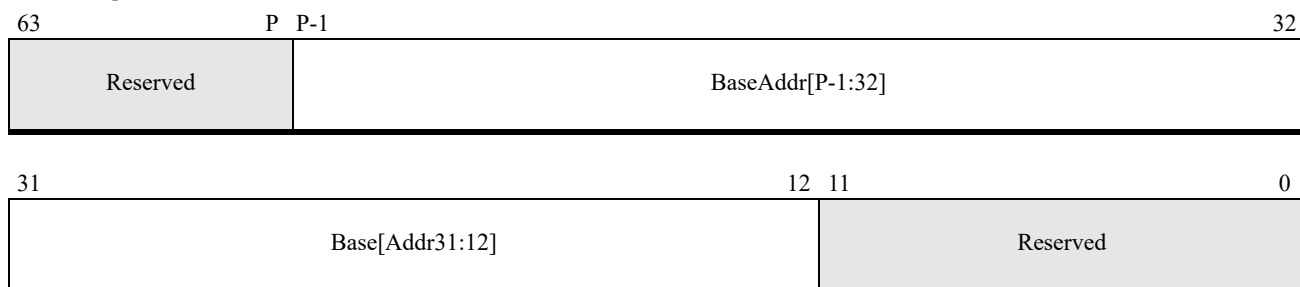 63 P P-1 32
Reserved BaseAddr[P-1:32]
31 12 11 0
Base[Addr31:12] Reserved